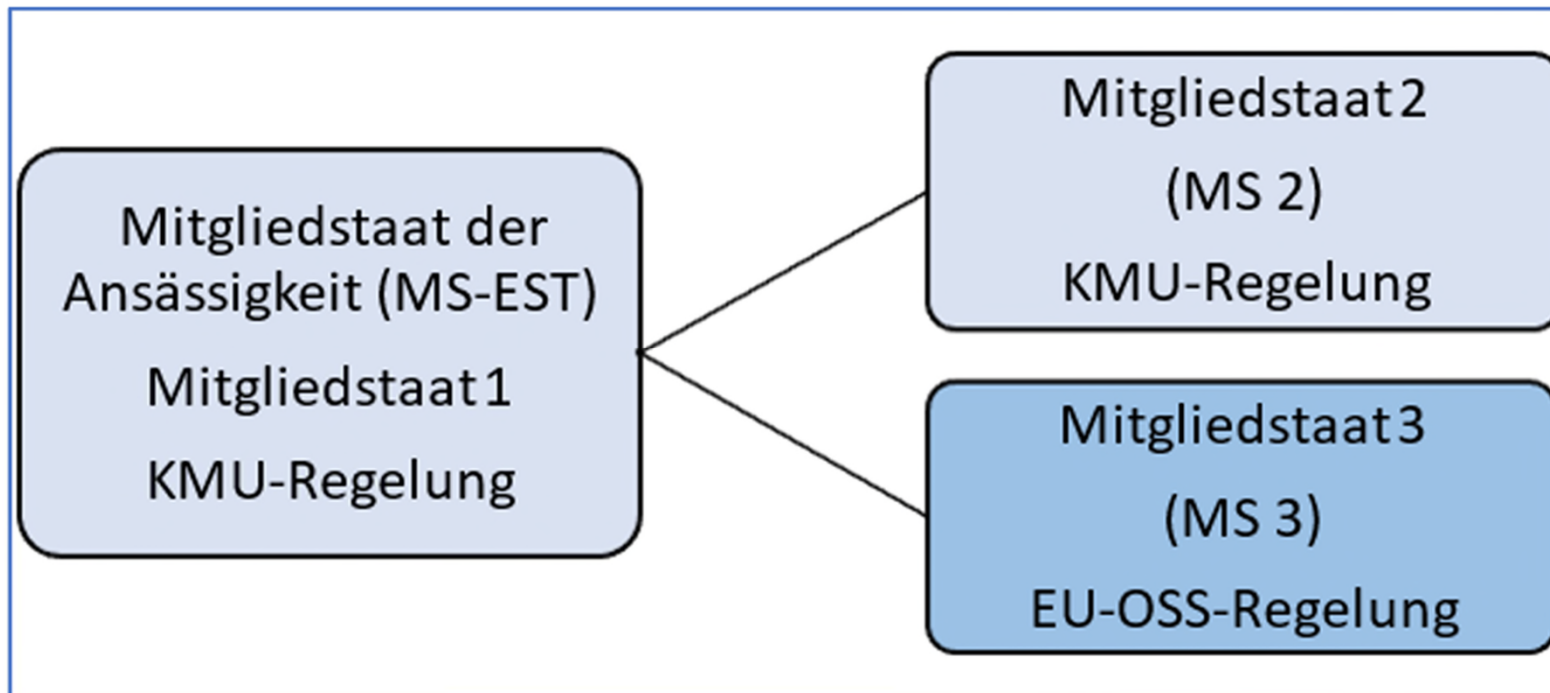 Mitgliedstaat der
Ansässigkeit (MS-EST)
Mitgliedstaat 1
KMU-Regelung
Mitgliedstaat 2
(MS 2)
KMU-Regelung
Mitgliedstaat 3
(MS 3)
EU-OSS-Regelung